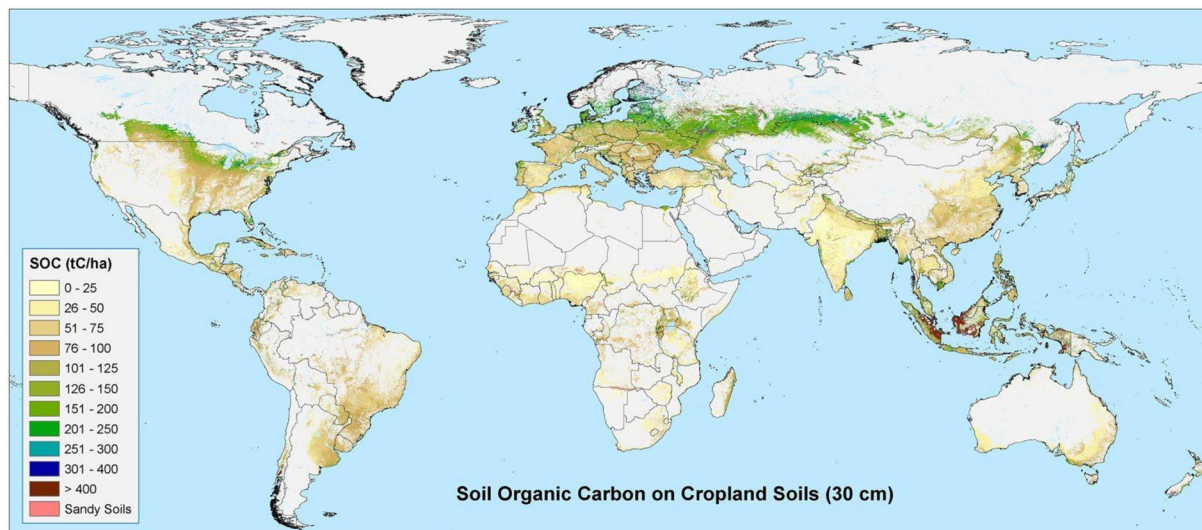 SOC (tC/ha)
0 - 25
26 - 50
51 - 75
76 - 100
101 - 125
126 - 150
151 - 200
201 - 250
251 - 300
301 - 400
> 400
Sandy Soils
Soil Organic Carbon on Cropland Soils (30 cm)